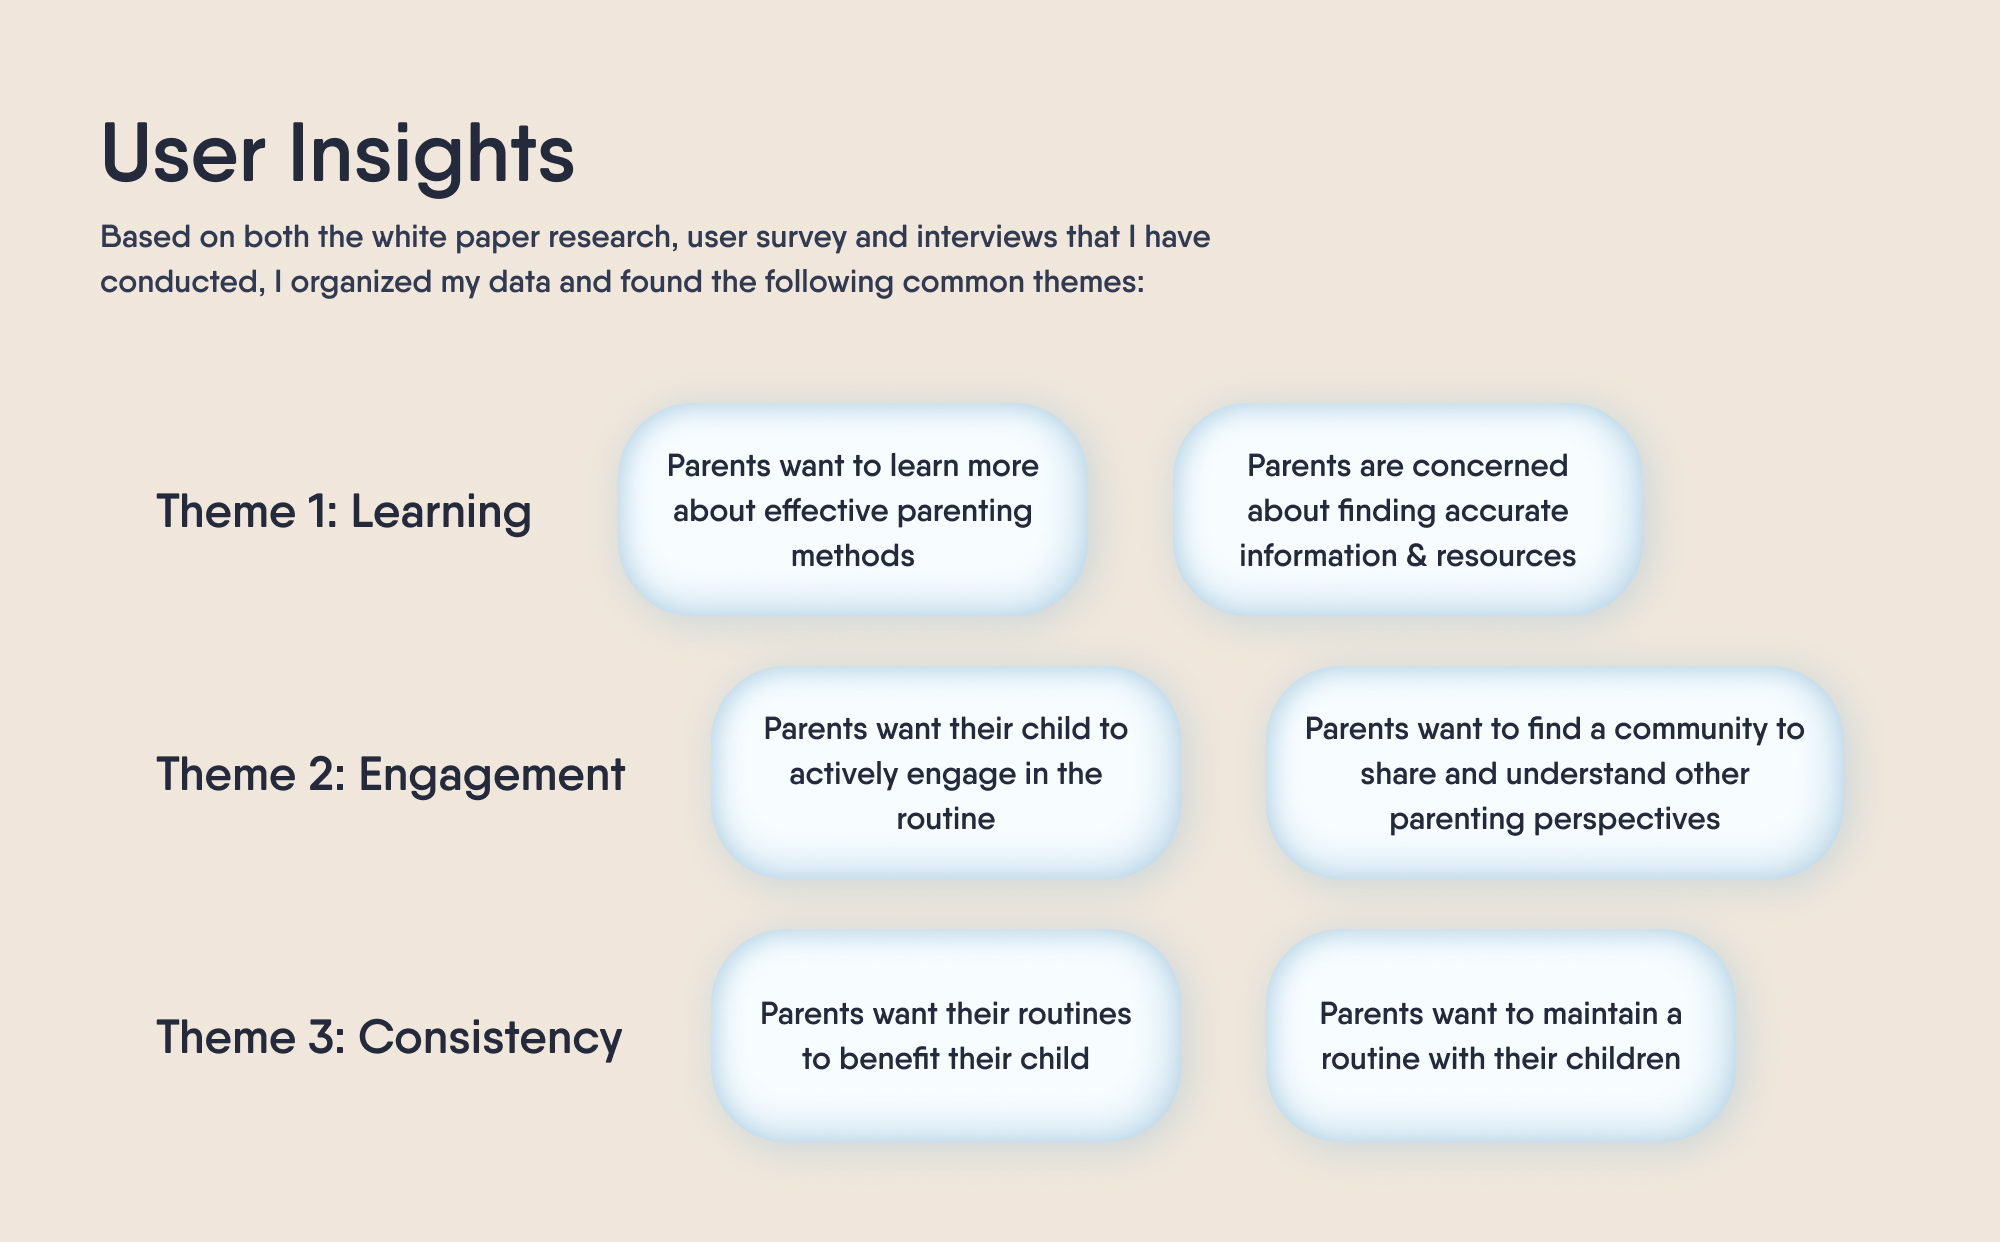 User Insights
Based on both the white paper research, user survey and interviews that I have
conducted, I organized my data and found the following common themes:
Theme 1: Learning
Parents want to learn more
about effective parenting
methods
Parents are concerned
about finding accurate
information & resources
Theme 2: Engagement
Parents want their child to
actively engage in the
routine
Parents want to find a community to
share and understand other
parenting perspectives
Theme 3: Consistency
Parents want their routines
to benefit their child
Parents want to maintain a
routine with their children